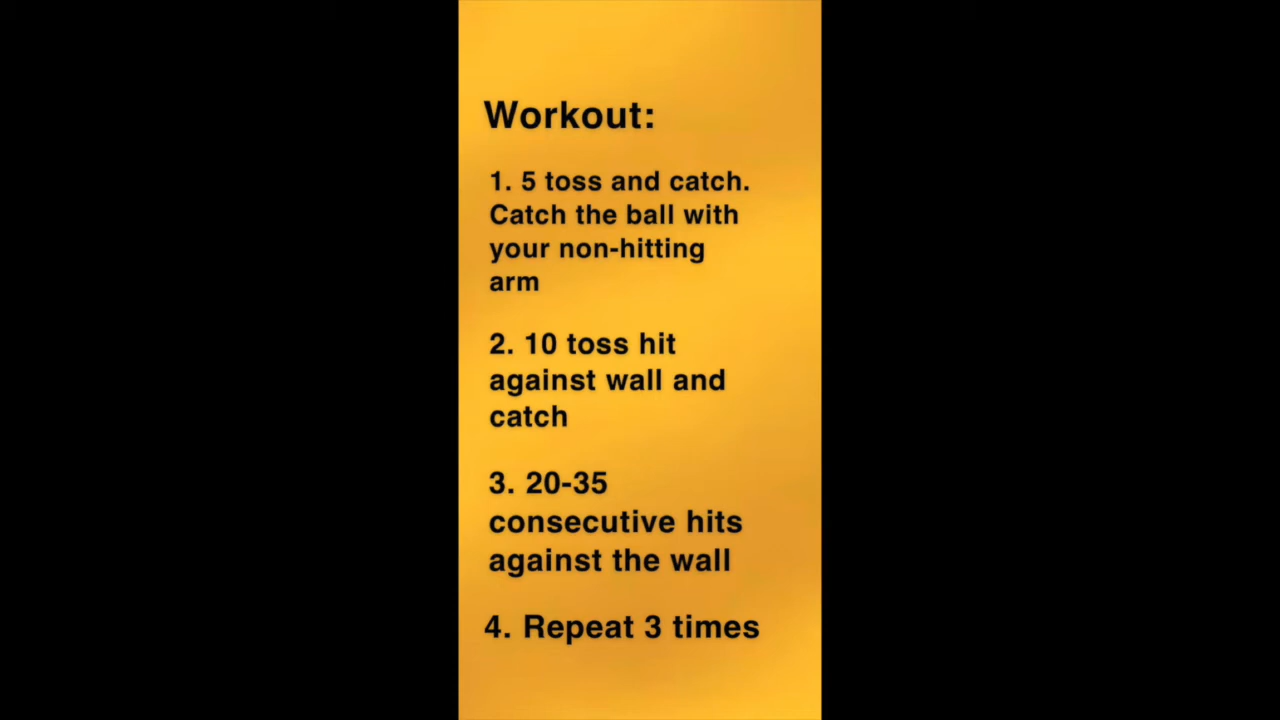 Workout:
1. 5 toss and catch.
Catch the ball with
your non-hitting
arm
2. 10 toss hit
against wall and
catch
3. 20-35
consecutive hits
against the wall
4. Repeat 3 times